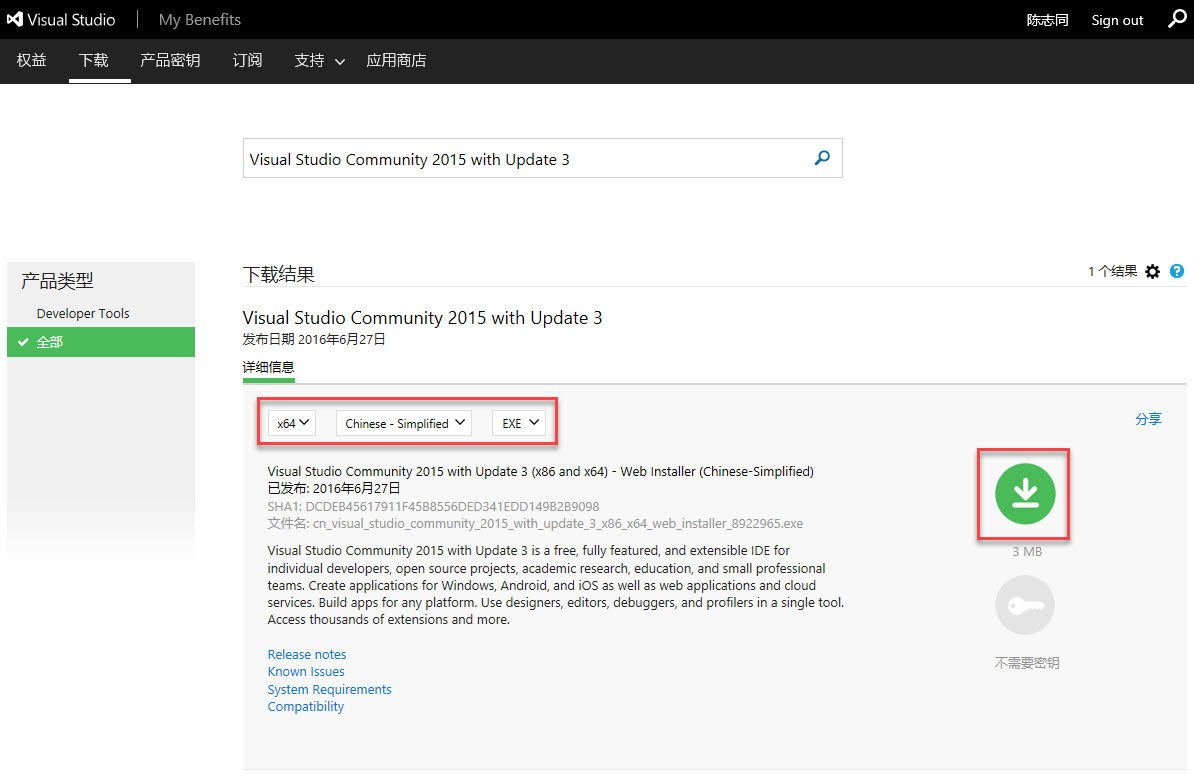 Visual Studio | My Benefits 陈志同 Sign out
权益 下载 产品密钥 订阅 支持 应用商店
Visual Studio Community 2015 with Update 3
产品类型
Developer Tools
全部
下载结果 1 个结果
Visual Studio Community 2015 with Update 3
发布日期 2016年6月27日
详细信息
x64 Chinese - Simplified EXE
分享
Visual Studio Community 2015 with Update 3 (x86 and x64) - Web Installer (Chinese-Simplified)
已发布: 2016年6月27日
SHA1: DCDEB45617911F45B8556DED341EDD149B2B9098
文件名: cn_visual_studio_community_2015_with_update_3_x86_x64_web_installer_8922965.exe
3 MB
Visual Studio Community 2015 with Update 3 is a free, fully featured, and extensible IDE for
individual developers, open source projects, academic research, education, and small professional
teams. Create applications for Windows, Android, and iOS as well as web applications and cloud
services. Build apps for any platform. Use designers, editors, debuggers, and profilers in a single tool.
Access thousands of extensions and more.
不需要密钥
Release notes
Known Issues
System Requirements
Compatibility